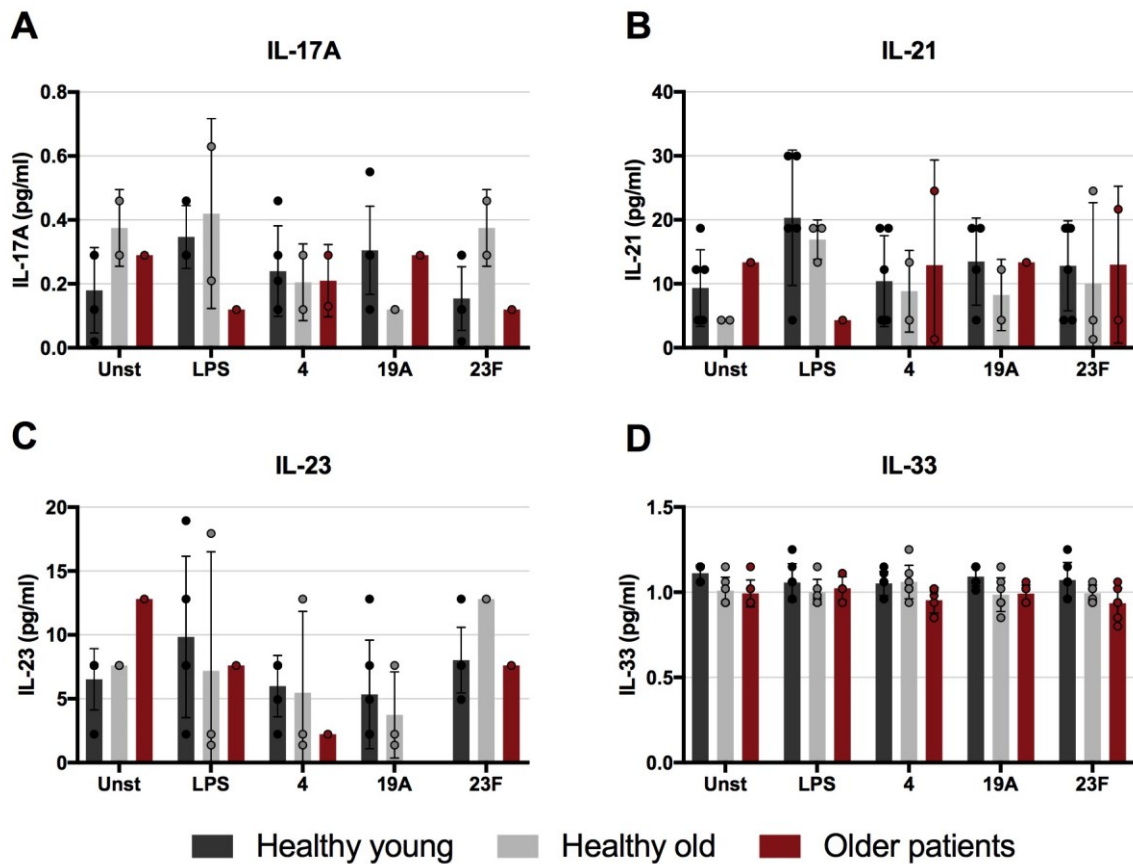 A
IL-17A
IL-17A (pg/ml)
0.8
0.6
0.4
0.2
0.0
Unst LPS 4 19A 23F
B
IL-21
IL-21 (pg/ml)
40
30
20
10
0
Unst LPS 4 19A 23F
C
IL-23
IL-23 (pg/ml)
20
15
10
5
0
Unst LPS 4 19A 23F
D
IL-33
IL-33 (pg/ml)
1.5
1.0
0.5
0.0
Unst LPS 4 19A 23F
Healthy young Healthy old Older patients